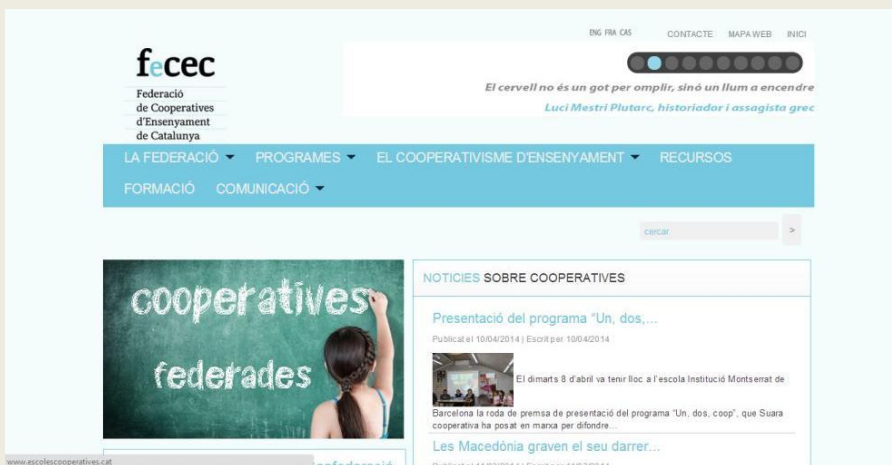 ENG FRA CAS CONTACTE MAPA WEB INICI
fecec
Federació
de Cooperatives
d'Ensenyament
de Catalunya
El cervell no és un got per omplir, sinó un llum a encendre
Luci Mestri Plutarc, historiador i assagista grec
LA FEDERACIÓ PROGRAMES EL COOPERATIVISME D'ENSENYAMENT RECURSOS
FORMACIÓ COMUNICACIÓ
cercar >
cooperatives
federades
NOTICIES SOBRE COOPERATIVES
Presentació del programa "Un, dos,...
Publicat el 10/04/2014 | Escrit per 10/04/2014
El dimarts 8 d'abril va tenir lloc a l'escola Institució Montserrat de
Barcelona la roda de premsa de presentació del programa "Un, dos, coop", que Suara
cooperativa ha posat en marxa per difondre...
Les Macedònia graven el seu darrer...
www.escolescooperatives.cat